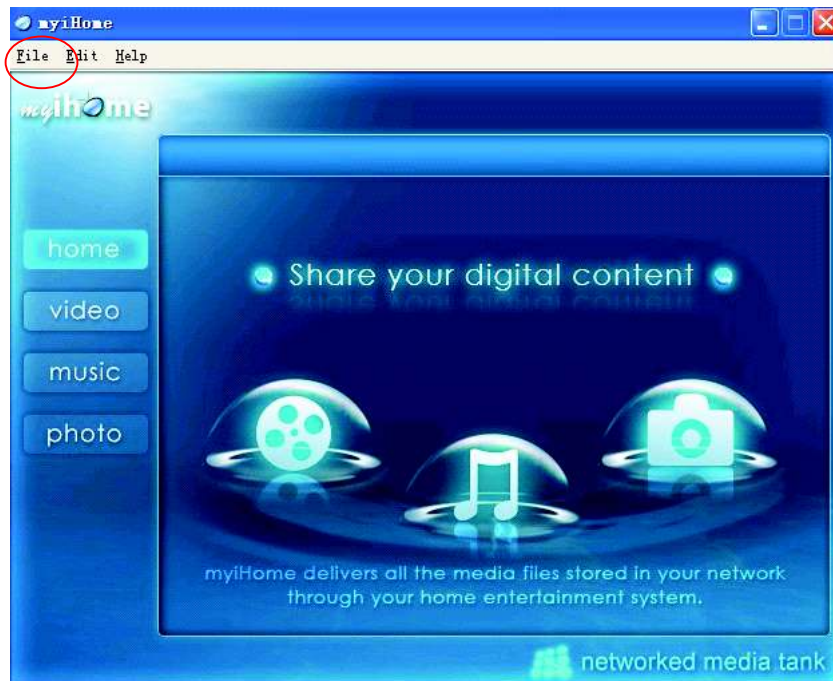 myiHome
File Edit Help
myihome
home
Share your digital content
video
music
photo
myiHome delivers all the media files stored in your network
through your home entertainment system.
networked media tank